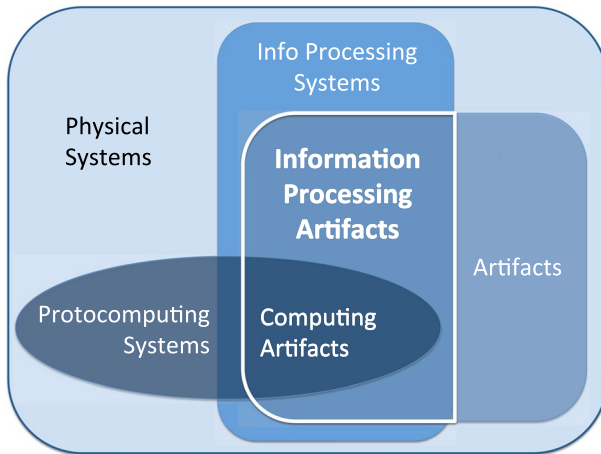 Info Processing
Systems
Physical
Systems
Information
Processing
Artifacts
Artifacts
Protocomputing
Systems
Computing
Artifacts